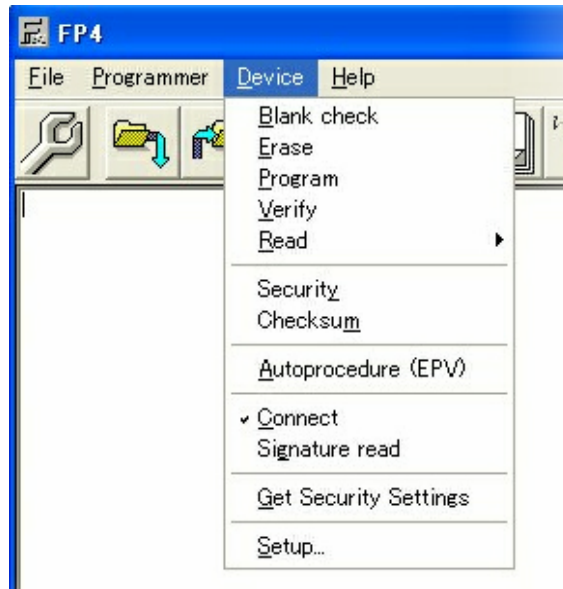 FP4
File Programmer Device Help
Blank check
Erase
Program
Verify
Read
Security
Checksum
Autoprocedure (EPV)
Connect
Signature read
Get Security Settings
Setup...